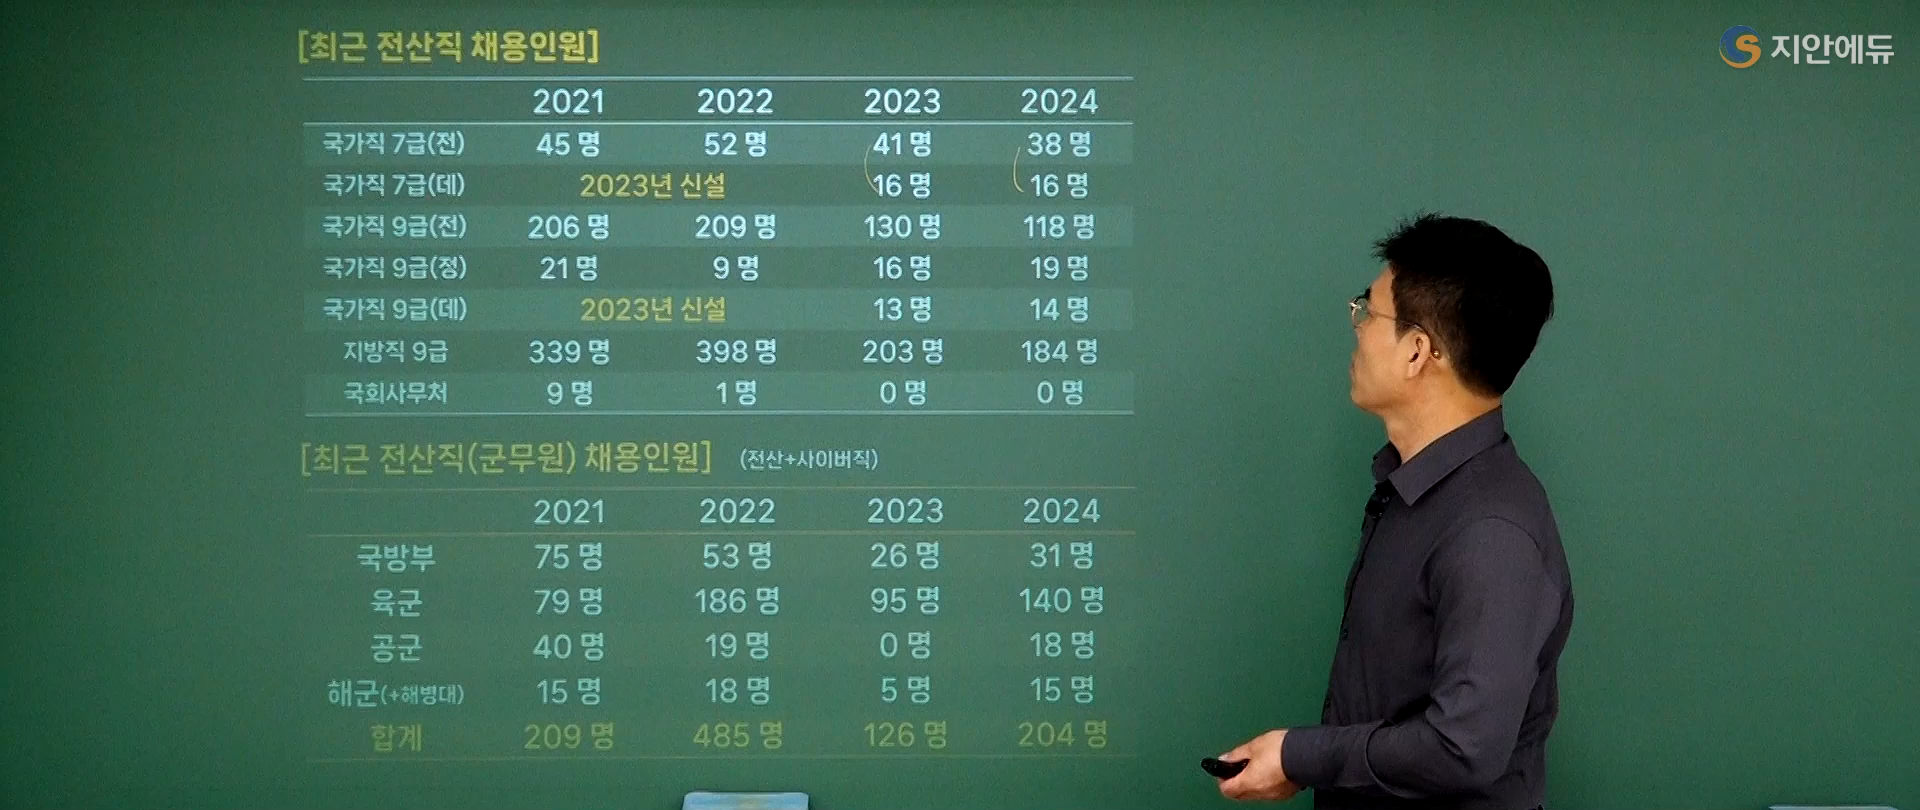 [최근 전산직 채용인원]
지안에듀
2021 2022 2023 2024
국가직 7급(전) 45 명 52 명 41 명 38 명
국가직 7급(데) 2023년 신설 16 명 16 명
국가직 9급(전) 206 명 209 명 130 명 118 명
국가직 9급(정) 21 명 9 명 16 명 19 명
국가직 9급(데) 2023년 신설 13 명 14 명
지방직 9급 339 명 398 명 203 명 184 명
국회사무처 9 명 1 명 0 명 0 명
[최근 전산직(군무원) 채용인원] (전산+사이버직)
2021 2022 2023 2024
국방부 75 명 53 명 26 명 31 명
육군 79 명 186 명 95 명 140 명
공군 40 명 19 명 0 명 18 명
해군(+해병대) 15 명 18 명 5 명 15 명
합계 209 명 485 명 126 명 204 명